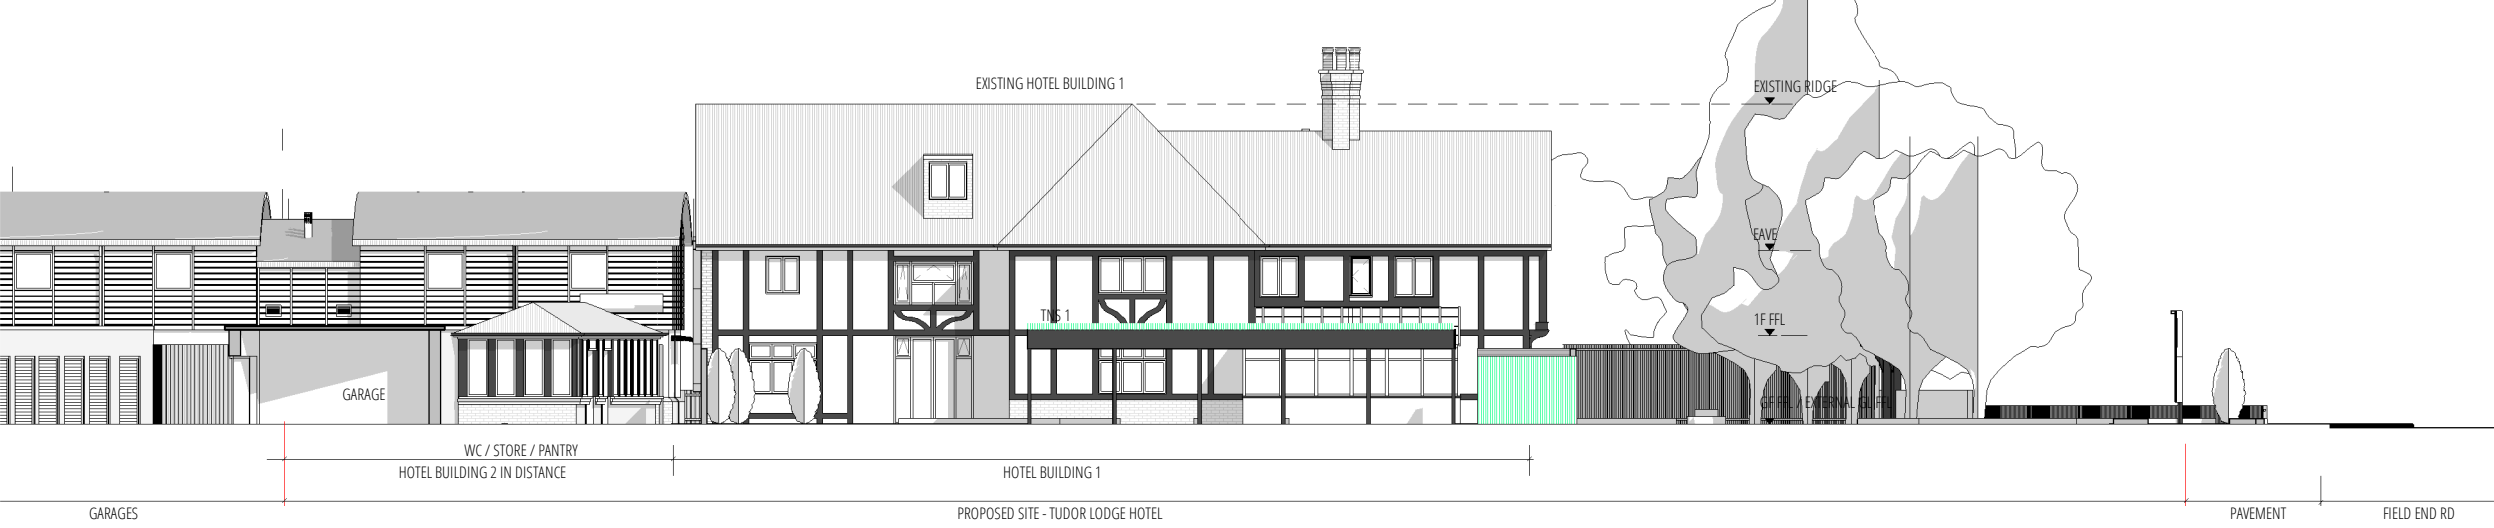 EXISTING HOTEL BUILDING 1
EXISTING RIDGE
EAVE
TNS 1
1F FFL
GARAGE
GF FFL / EXTERNAL GL FFL
WC / STORE / PANTRY
HOTEL BUILDING 2 IN DISTANCE
HOTEL BUILDING 1
GARAGES
PROPOSED SITE - TUDOR LODGE HOTEL
PAVEMENT
FIELD END RD